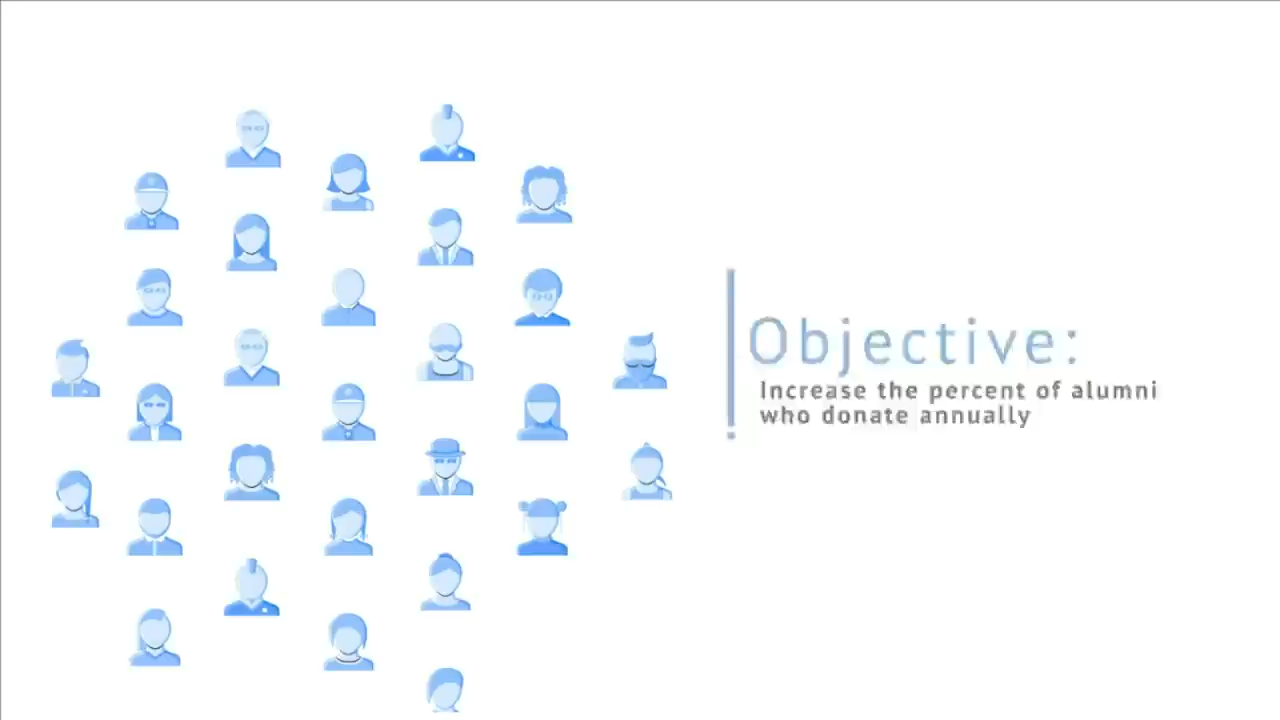 Objective:
Increase the percent of alumni
who donate annually